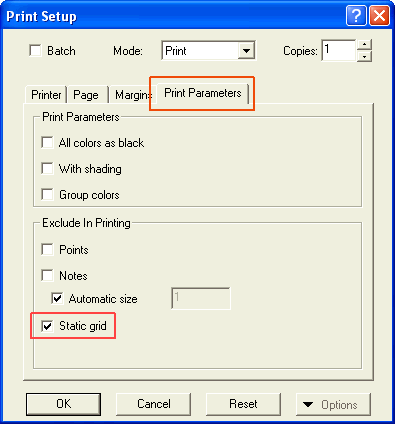 Print Setup
Batch Mode: Print Copies: 1
Printer Page Margins Print Parameters
Print Parameters
All colors as black
With shading
Group colors
Exclude In Printing
Points
Notes
Automatic size 1
Static grid
OK Cancel Reset Options